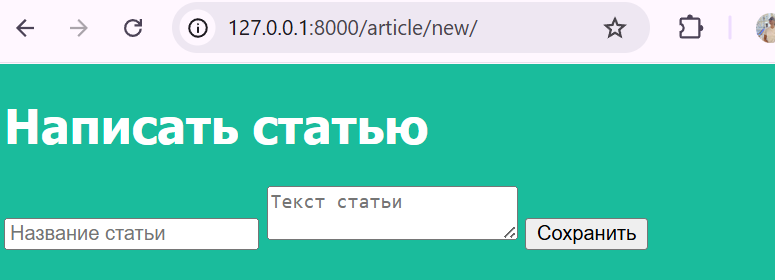 127.0.0.1:8000/article/new/
Написать статью
Название статьи Текст статьи Сохранить